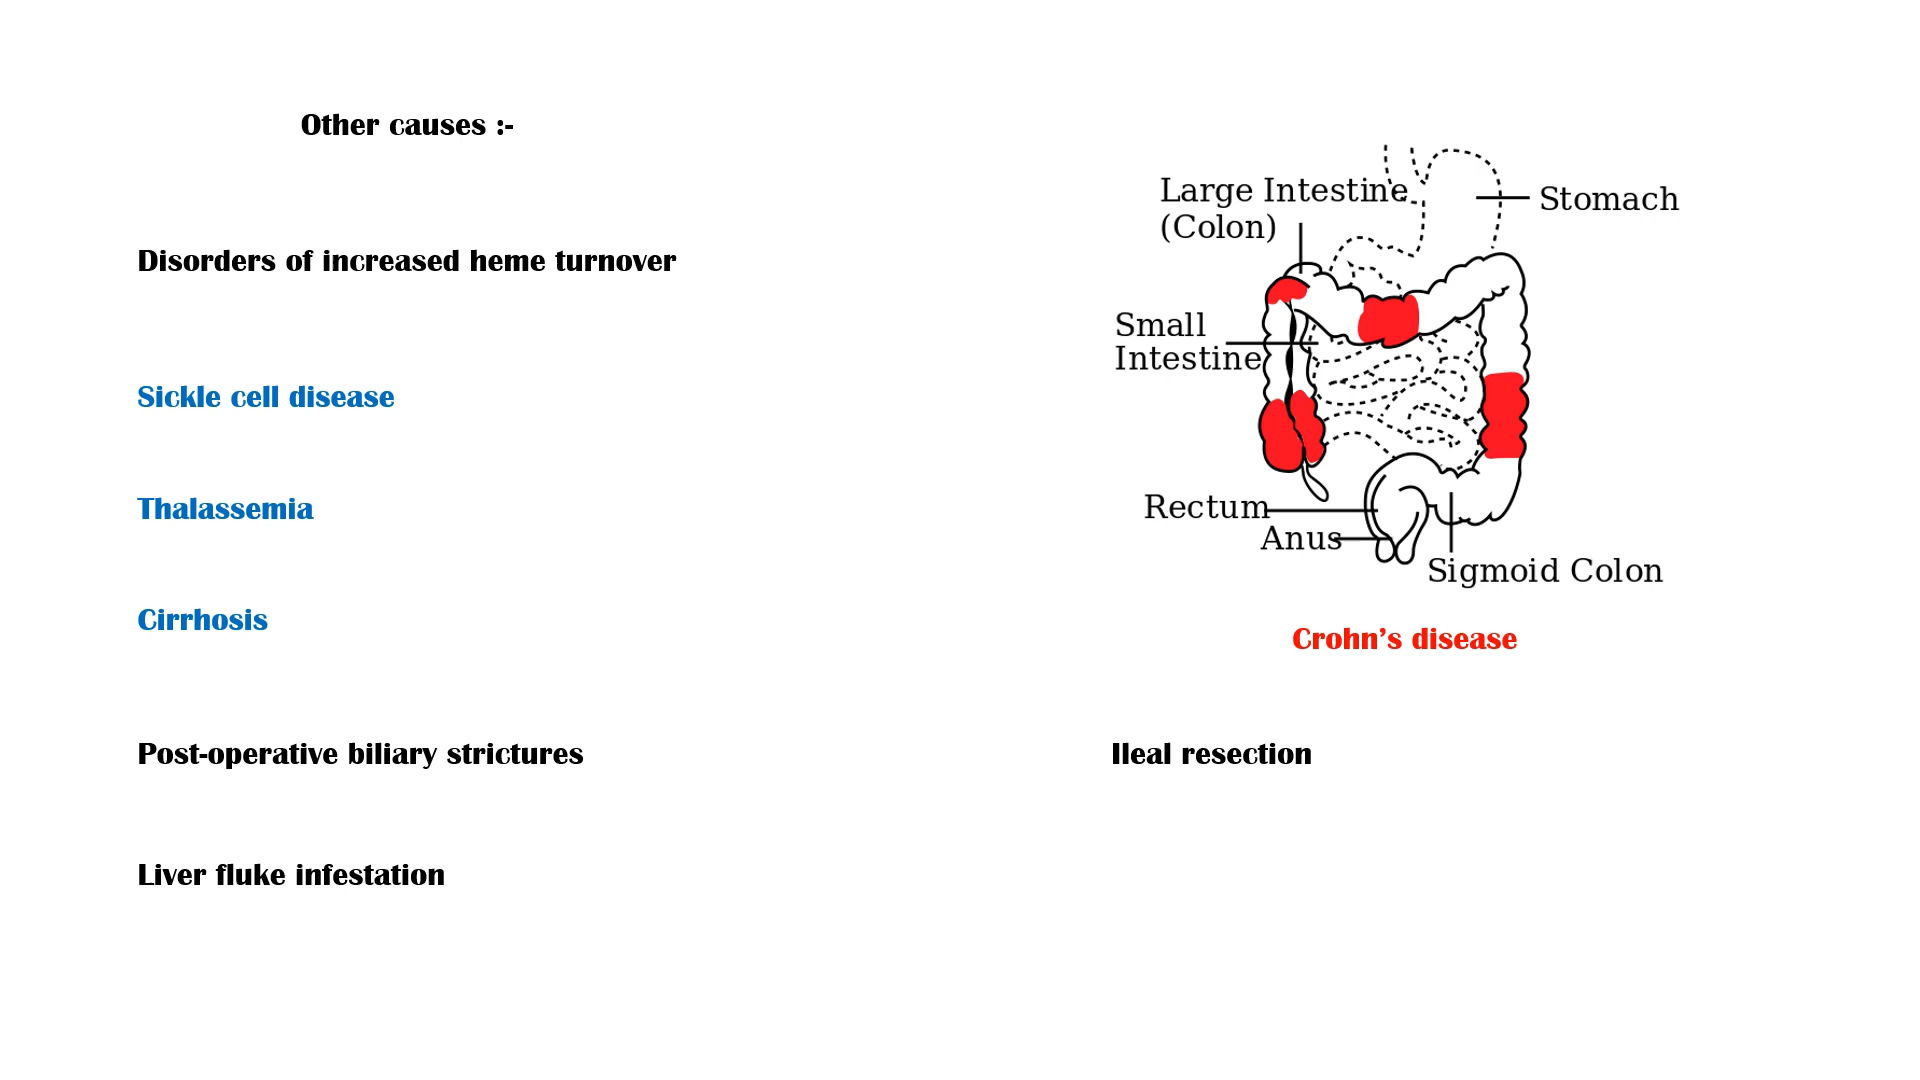 Other causes :-
Disorders of increased heme turnover
Sickle cell disease
Thalassemia
Cirrhosis
Post-operative biliary strictures
Liver fluke infestation
Large Intestine
(Colon)
Stomach
Small
Intestine
Rectum
Anus
Sigmoid Colon
Crohn’s disease
Ileal resection